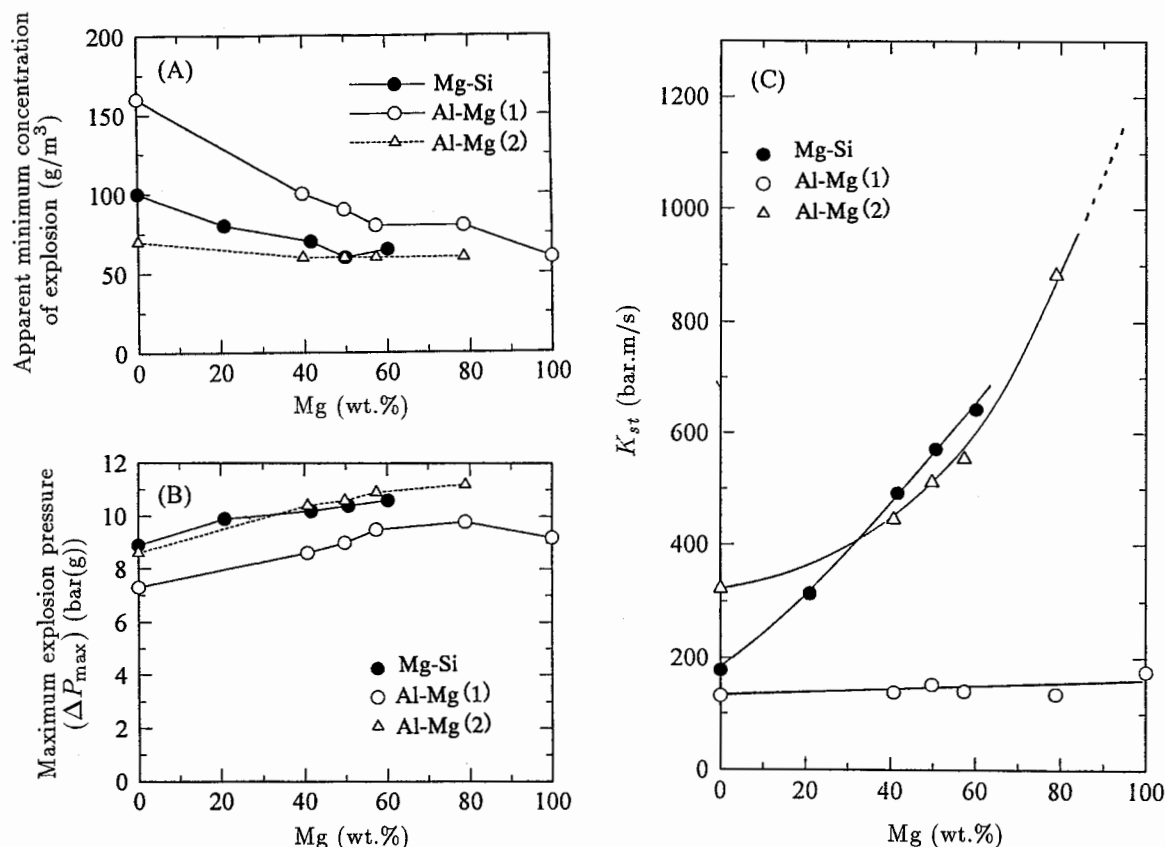 (A)
Apparent minimum concentration
of explosion (g/m³)
200
150
100
50
0
Mg-Si
Al-Mg(1)
Al-Mg(2)
0 20 40 60 80 100
Mg (wt.%)
(B)
Maximum explosion pressure
(ΔP_max) (bar(g))
12
10
8
6
4
2
0
Mg-Si
Al-Mg(1)
Al-Mg(2)
0 20 40 60 80 100
Mg (wt.%)
(C)
K_st (bar.m/s)
1200
1000
800
600
400
200
0
Mg-Si
Al-Mg(1)
Al-Mg(2)
0 20 40 60 80 100
Mg (wt.%)